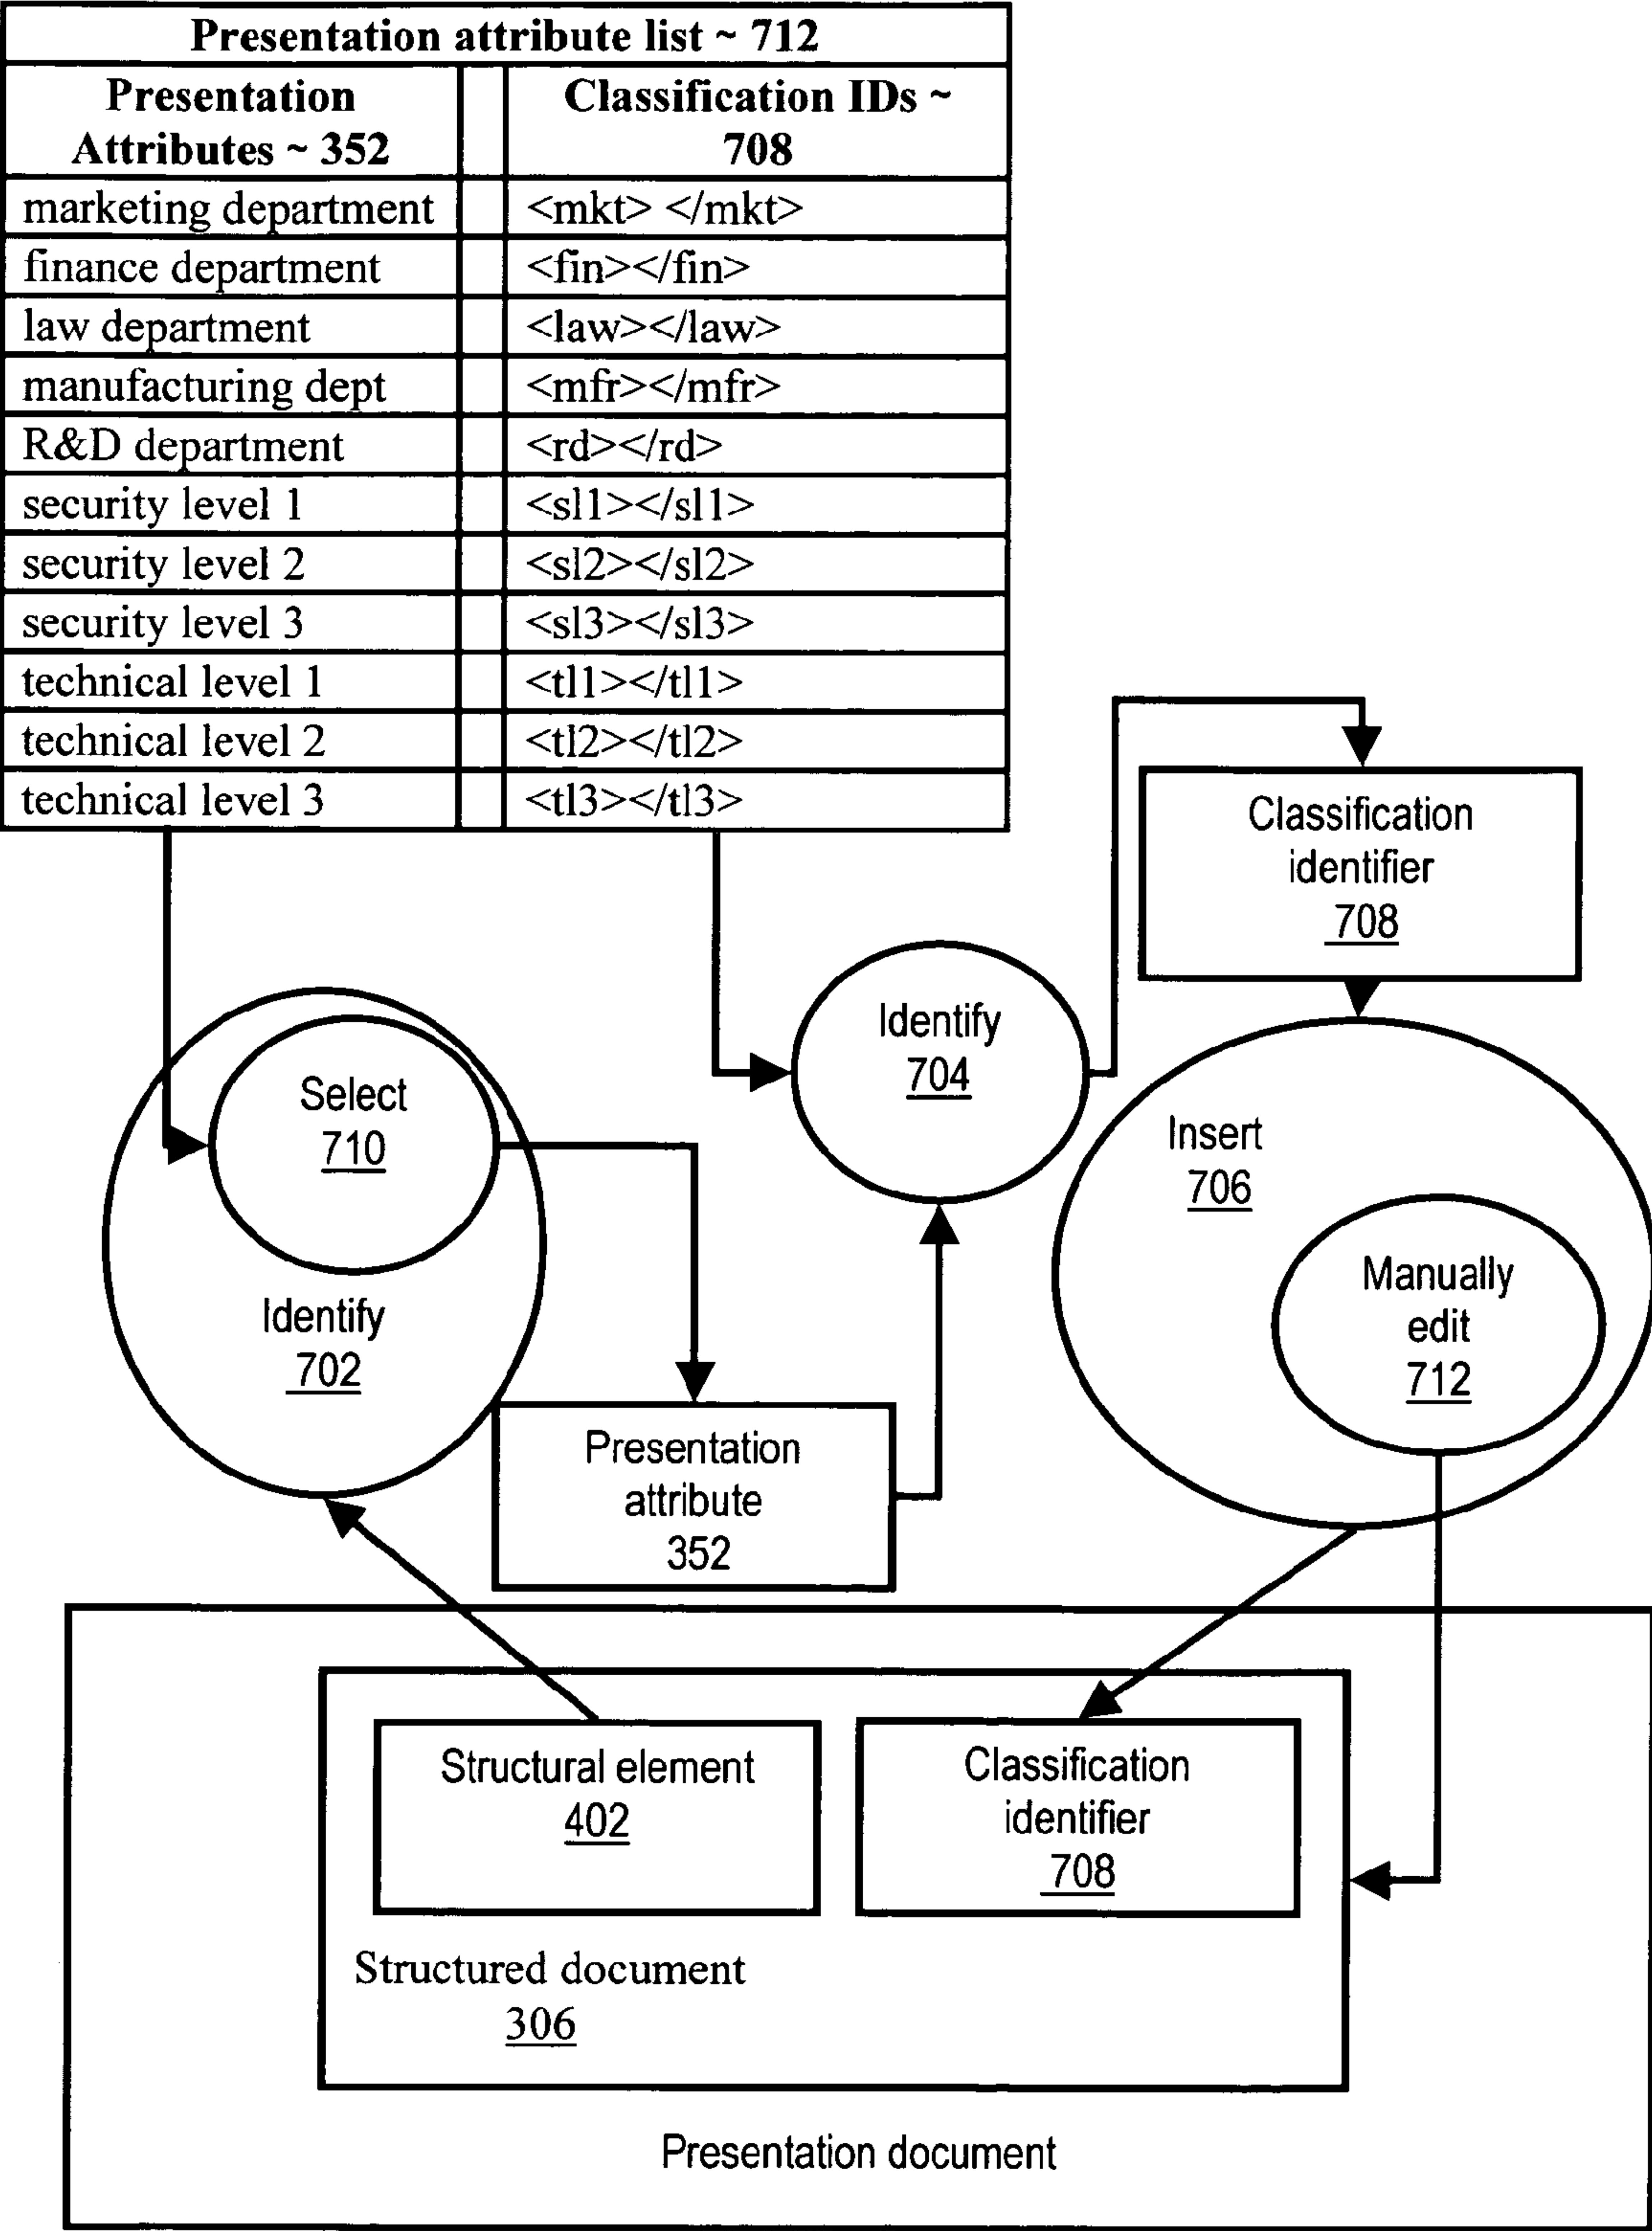 Presentation attribute list ~ 712
Presentation Attributes ~ 352 Classification IDs ~ 708
marketing department <mkt> </mkt>
finance department <fin></fin>
law department <law></law>
manufacturing dept <mfr></mfr>
R&D department <rd></rd>
security level 1 <sl1></sl1>
security level 2 <sl2></sl2>
security level 3 <sl3></sl3>
technical level 1 <tl1></tl1>
technical level 2 <tl2></tl2>
technical level 3 <tl3></tl3>
Classification
identifier
708
Identify
704
Select
710
Identify
702
Insert
706
Manually
edit
712
Presentation
attribute
352
Structural element
402
Classification
identifier
708
Structured document
306
Presentation document